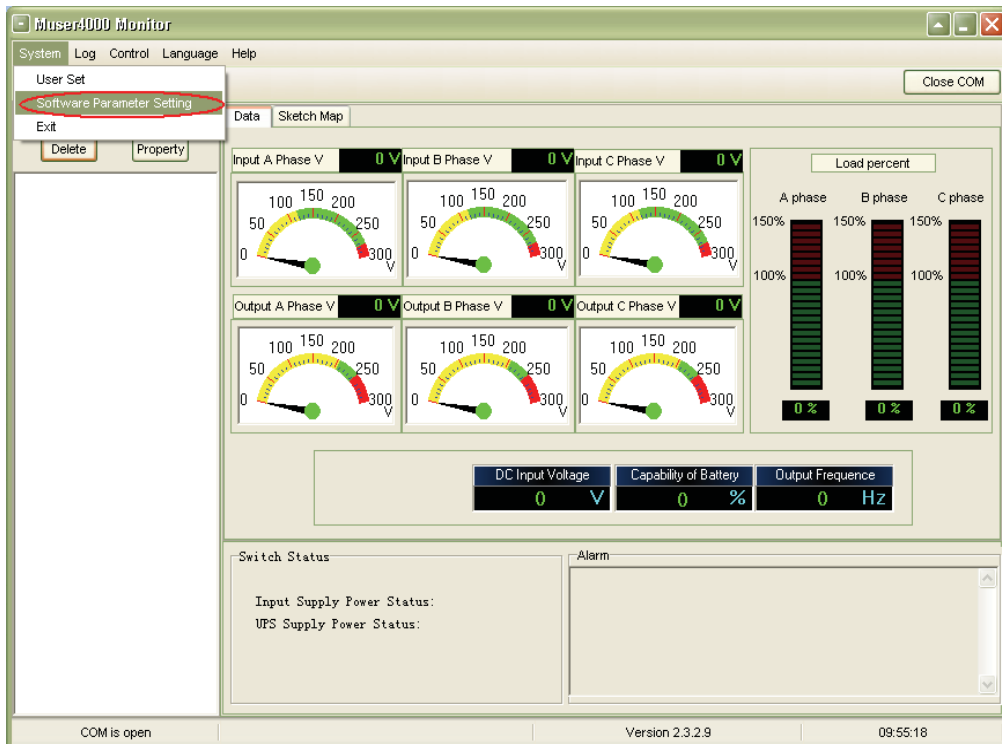 Muser4000 Monitor
System Log Control Language Help
User Set
Software Parameter Setting
Exit
Close COM
Delete Property
Data Sketch Map
Input A Phase V 0 V Input B Phase V 0 V Input C Phase V 0 V
0 50 100 150 200 250 300 V
0 50 100 150 200 250 300 V
0 50 100 150 200 250 300 V
Output A Phase V 0 V Output B Phase V 0 V Output C Phase V 0 V
0 50 100 150 200 250 300 V
0 50 100 150 200 250 300 V
0 50 100 150 200 250 300 V
Load percent
A phase B phase C phase
150% 150% 150%
100% 100% 100%
0 % 0 % 0 %
DC Input Voltage Capability of Battery Output Frequence
0 V 0 % 0 Hz
Switch Status
Input Supply Power Status:
UPS Supply Power Status:
Alarm
COM is open Version 2.3.2.9 09:55:18